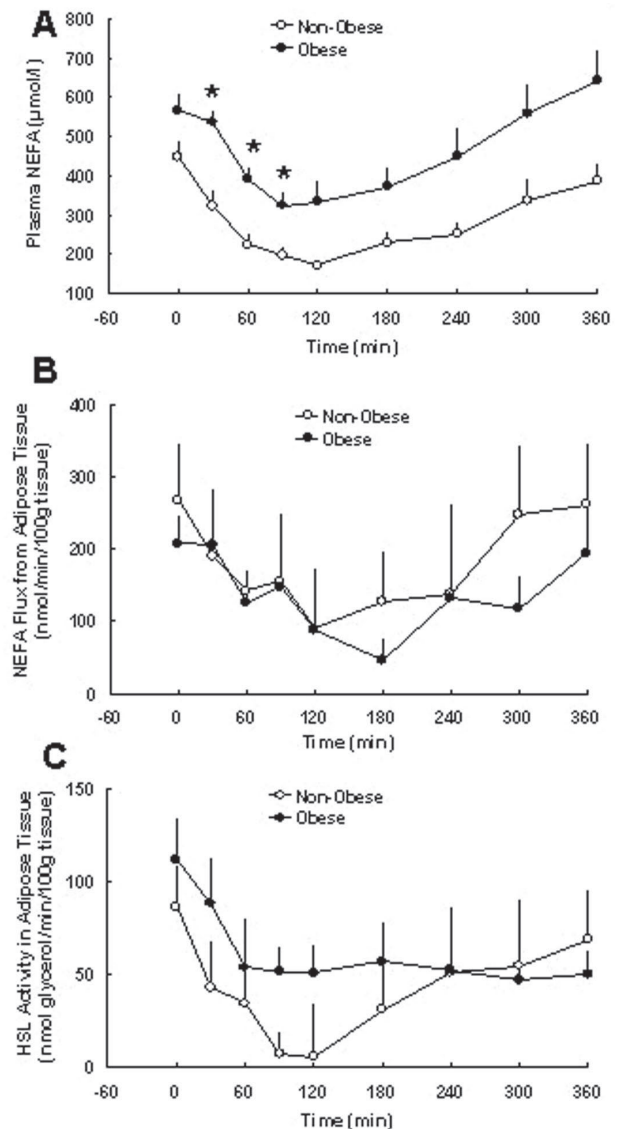 A
Non-Obese
Obese
Plasma NEFA (µmol/l)
800
700
600
500
400
300
200
100
* * *
-60 0 60 120 180 240 300 360
Time (min)
B
Non-Obese
Obese
NEFA Flux from Adipose Tissue
(nmol/min/100g tissue)
400
300
200
100
0
-60 0 60 120 180 240 300 360
Time (min)
C
Non-Obese
Obese
HSL Activity in Adipose Tissue
(nmol glycerol/min/100g tissue)
150
100
50
0
-60 0 60 120 180 240 300 360
Time (min)